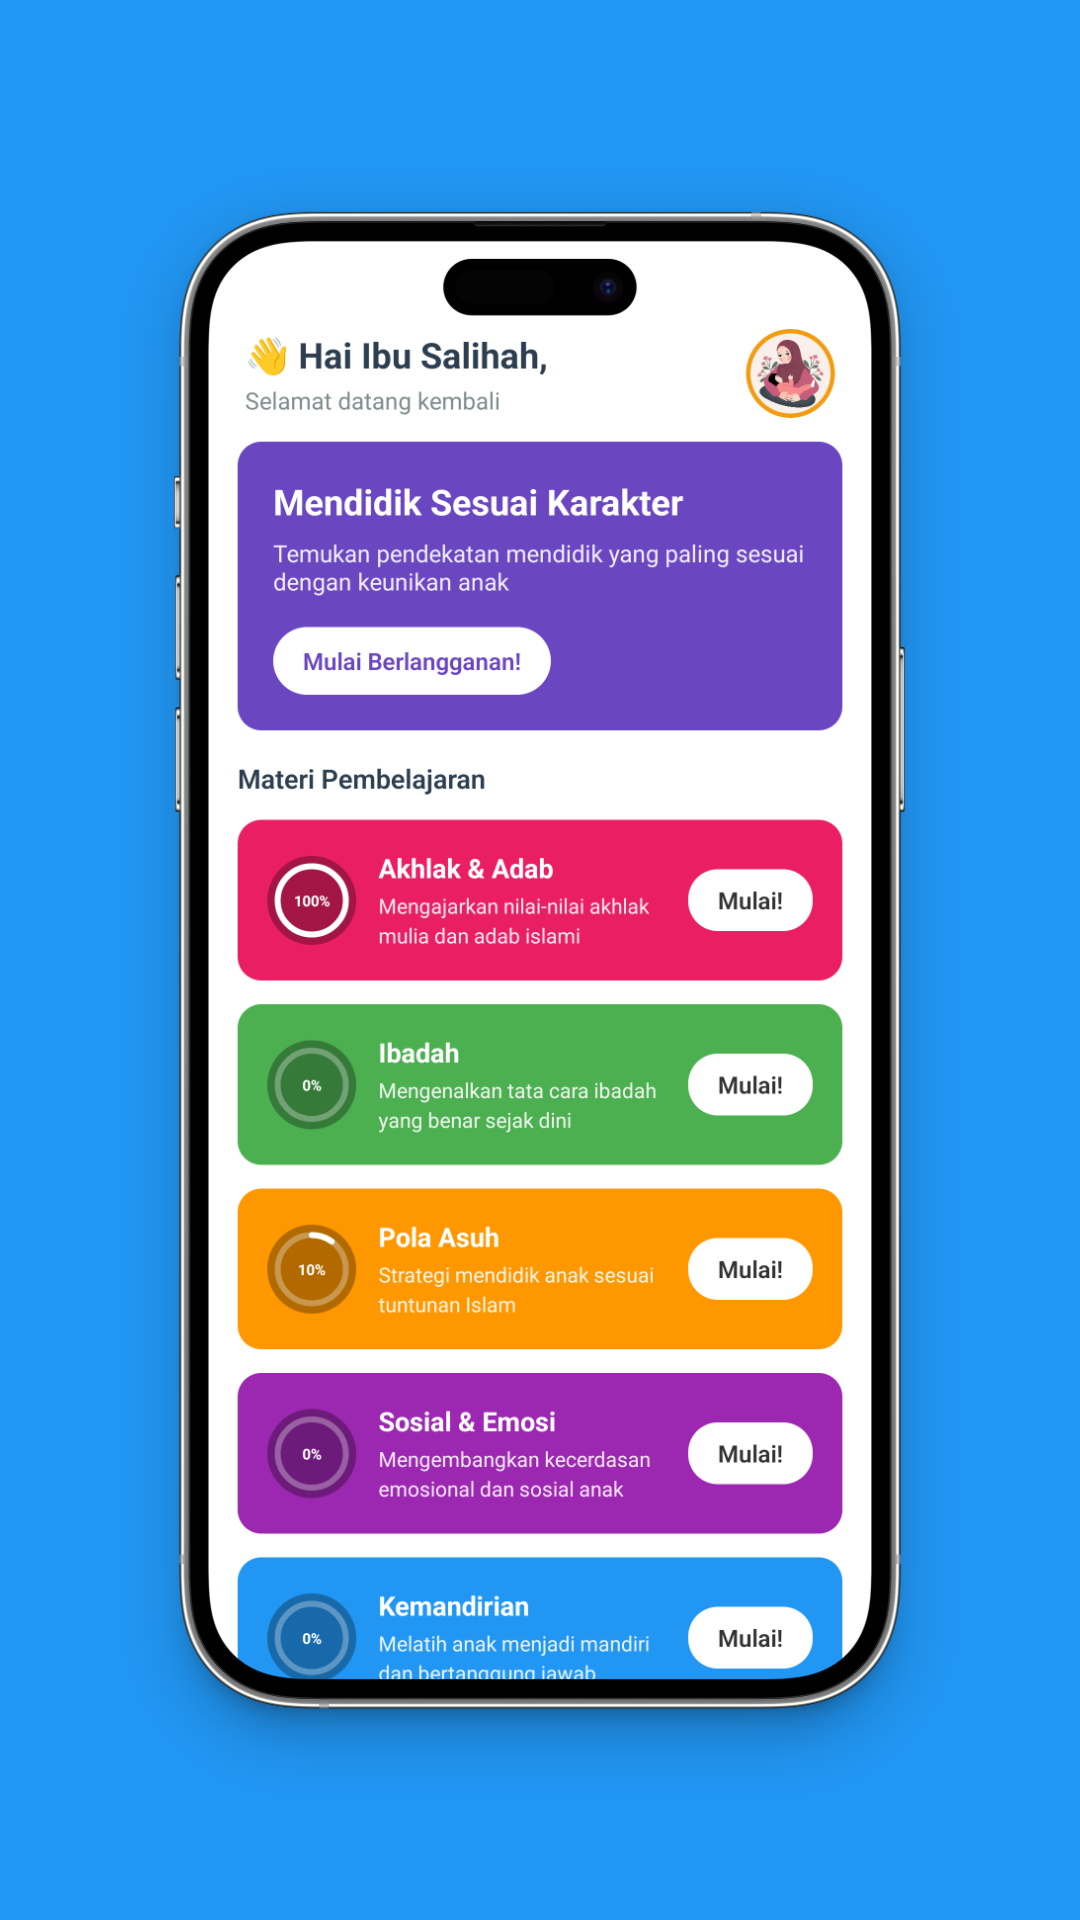 👋 Hai Ibu Salihah,
Selamat datang kembali
Mendidik Sesuai Karakter
Temukan pendekatan mendidik yang paling sesuai
dengan keunikan anak
Mulai Berlangganan!
Materi Pembelajaran
100%
Akhlak & Adab
Mengajarkan nilai-nilai akhlak
mulia dan adab islami
Mulai!
0%
Ibadah
Mengenalkan tata cara ibadah
yang benar sejak dini
Mulai!
10%
Pola Asuh
Strategi mendidik anak sesuai
tuntunan Islam
Mulai!
0%
Sosial & Emosi
Mengembangkan kecerdasan
emosional dan sosial anak
Mulai!
0%
Kemandirian
Melatih anak menjadi mandiri
dan bertanggung jawab
Mulai!